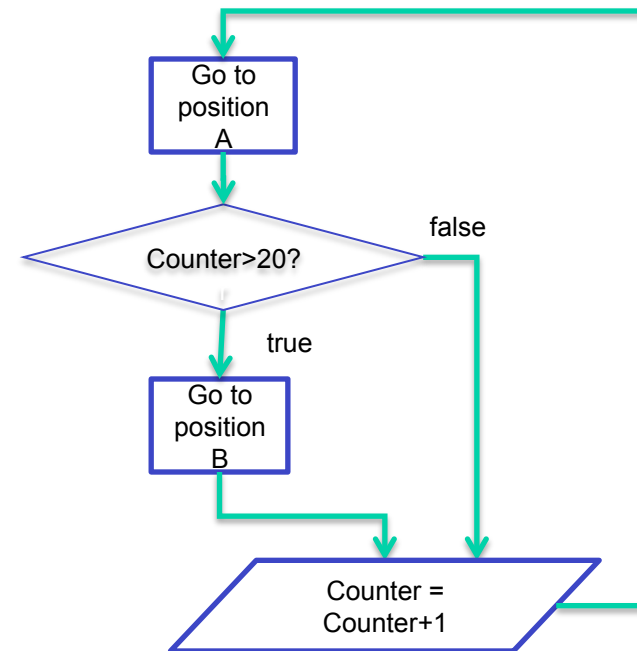 Go to
position
A
Counter>20?
false
true
Go to
position
B
Counter =
Counter+1